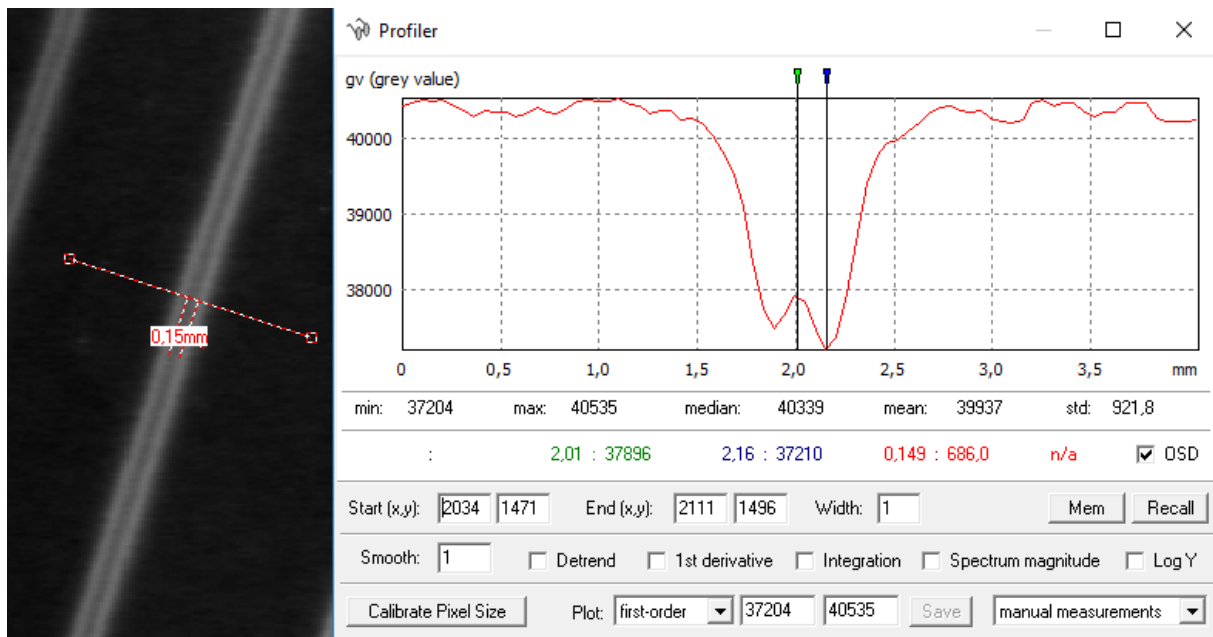 0,15mm
Profiler
gv (grey value)
40000
39000
38000
0 0,5 1,0 1,5 2,0 2,5 3,0 3,5 mm
min: 37204 max: 40535 median: 40339 mean: 39937 std: 921,8
: 2,01 : 37896 2,16 : 37210 0,149 : 686,0 n/a OSD
Start (x,y): 2034 1471 End (x,y): 2111 1496 Width: 1 Mem Recall
Smooth: 1 Detrend 1st derivative Integration Spectrum magnitude Log Y
Calibrate Pixel Size Plot: first-order 37204 40535 Save manual measurements